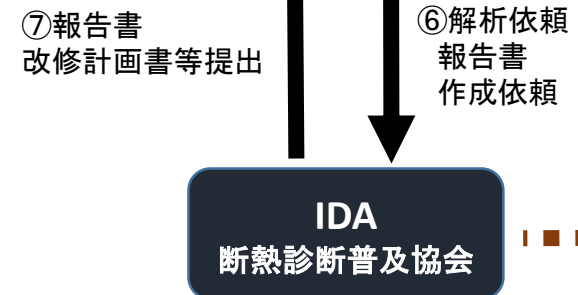 ⑦報告書
改修計画書等提出
⑥解析依頼
報告書
作成依頼
IDA
断熱診断普及協会